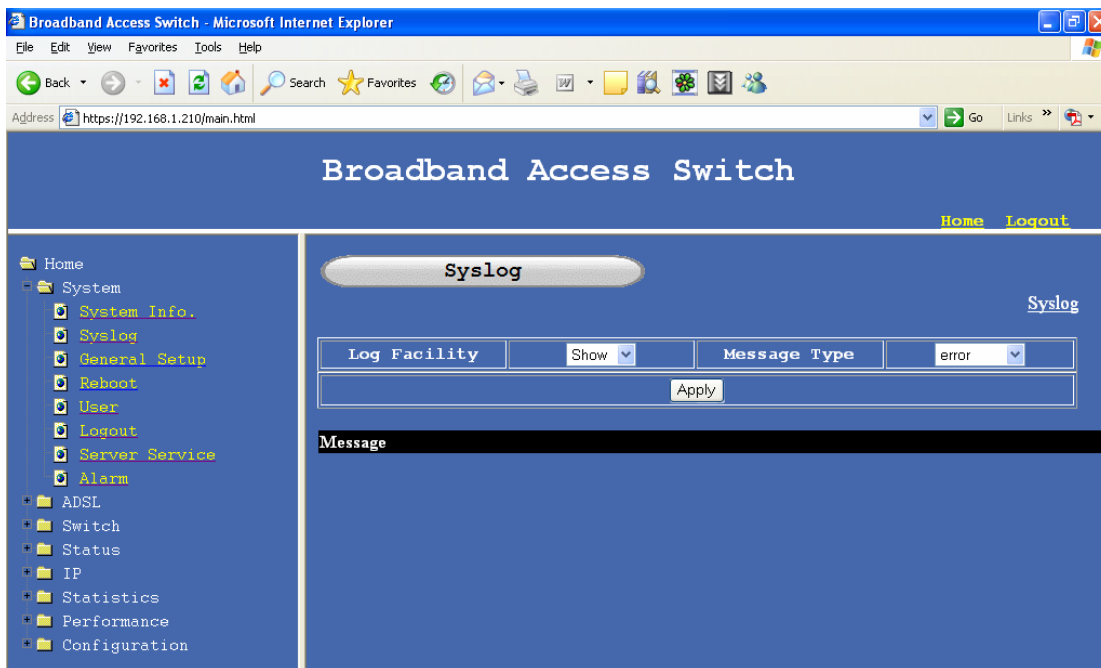 Broadband Access Switch - Microsoft Internet Explorer
File Edit View Favorites Tools Help
Back Search Favorites
Address https://192.168.1.210/main.html Go Links »
Broadband Access Switch
Home Logout
Home
System
System Info.
Syslog
General Setup
Reboot
User
Logout
Server Service
Alarm
ADSL
Switch
Status
IP
Statistics
Performance
Configuration
Syslog
Syslog
Log Facility Show Message Type error
Apply
Message